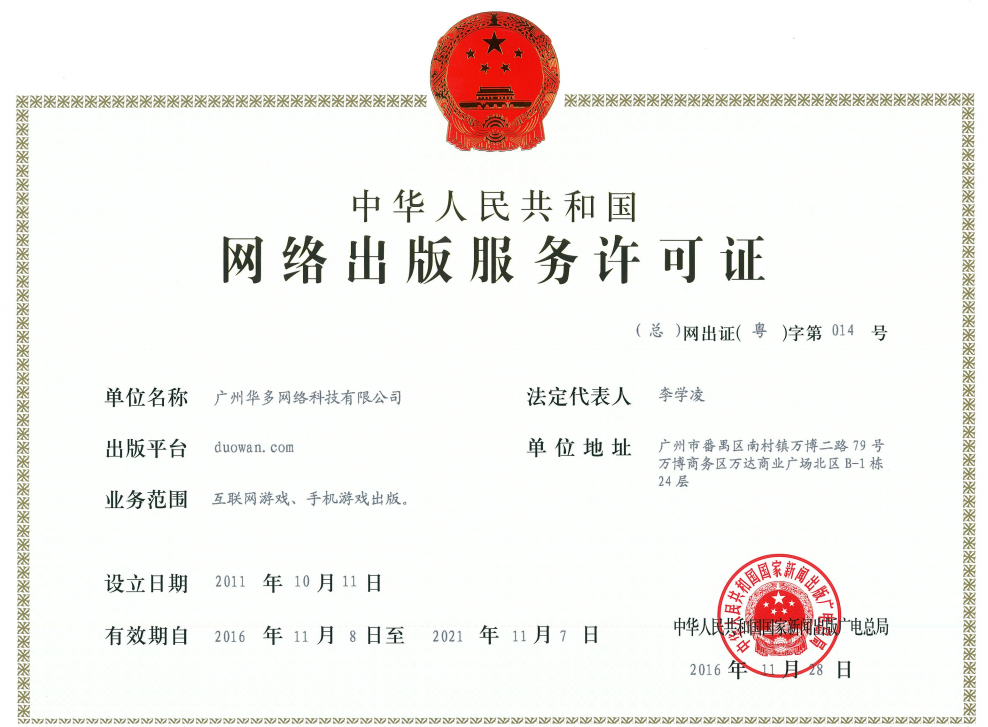 中华人民共和国
网络出版服务许可证
(总)网出证(粤)字第 014 号
单位名称 广州华多网络科技有限公司
法定代表人 李学凌
出版平台 duowan.com
单位地址 广州市番禺区南村镇万博二路 79 号
万博商务区万达商业广场北区 B-1 栋
24 层
业务范围 互联网游戏、手机游戏出版。
设立日期 2011 年 10 月 11 日
有效期自 2016 年 11 月 8 日至 2021 年 11 月 7 日
中华人民共和国国家新闻出版广电总局
中华人民共和国国家新闻出版广电总局
2016 年 11 月 28 日